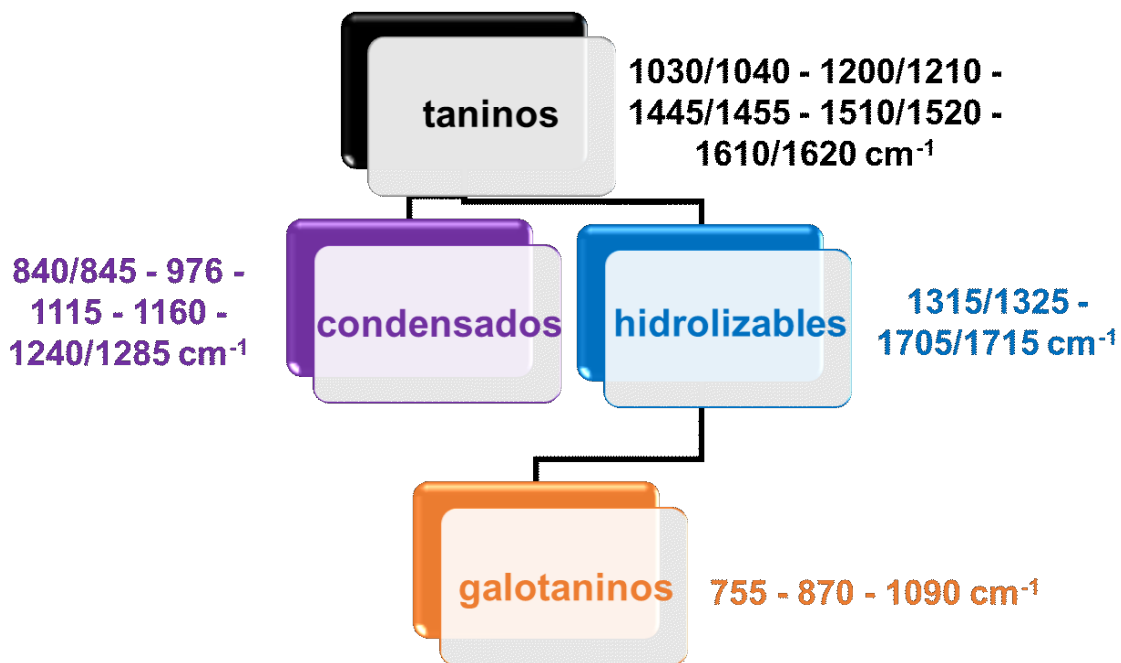 taninos
1030/1040 - 1200/1210 -
1445/1455 - 1510/1520 -
1610/1620 cm⁻¹
840/845 - 976 -
1115 - 1160 -
1240/1285 cm⁻¹
condensados
hidrolizables
1315/1325 -
1705/1715 cm⁻¹
galotaninos
755 - 870 - 1090 cm⁻¹